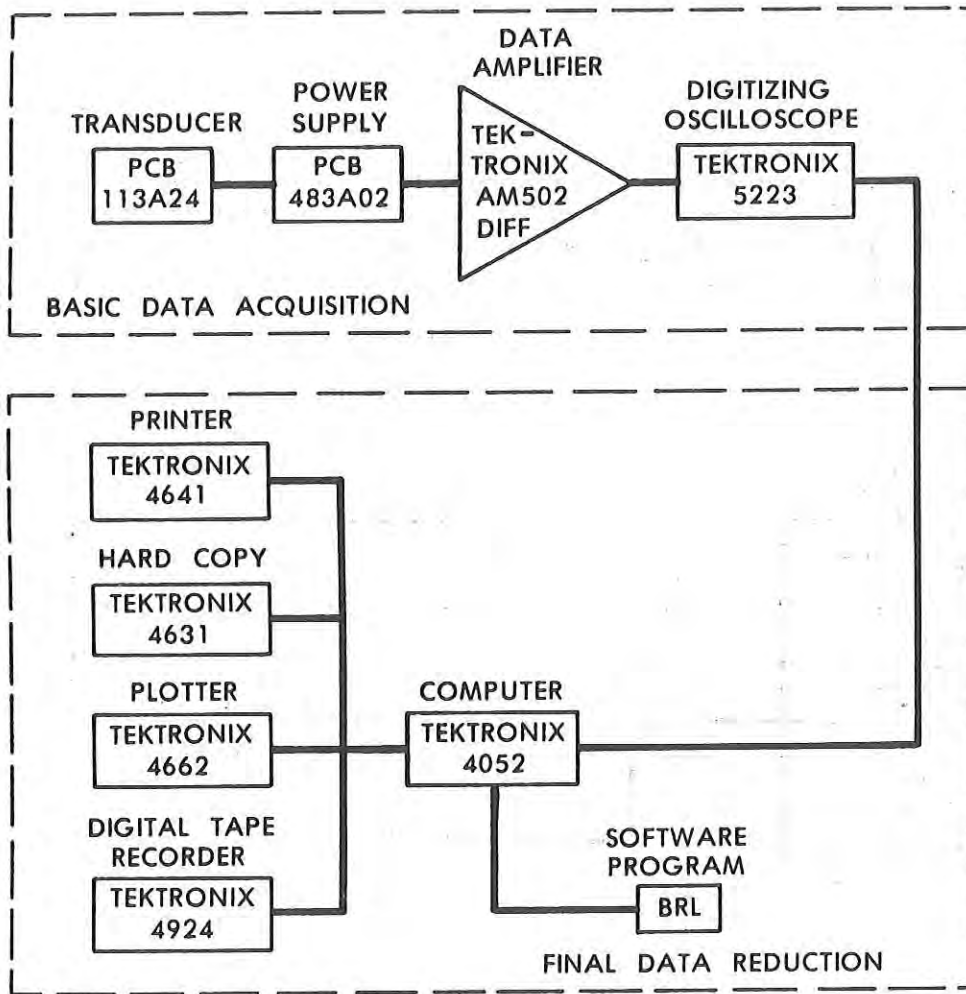 DATA
AMPLIFIER
POWER
SUPPLY
DIGITIZING
OSCILLOSCOPE
TRANSDUCER
PCB
113A24
PCB
483A02
TEK-
TRONIX
AM502
DIFF
TEKTRONIX
5223
BASIC DATA ACQUISITION
PRINTER
TEKTRONIX
4641
HARD COPY
TEKTRONIX
4631
PLOTTER
TEKTRONIX
4662
COMPUTER
TEKTRONIX
4052
DIGITAL TAPE
RECORDER
TEKTRONIX
4924
SOFTWARE
PROGRAM
BRL
FINAL DATA REDUCTION